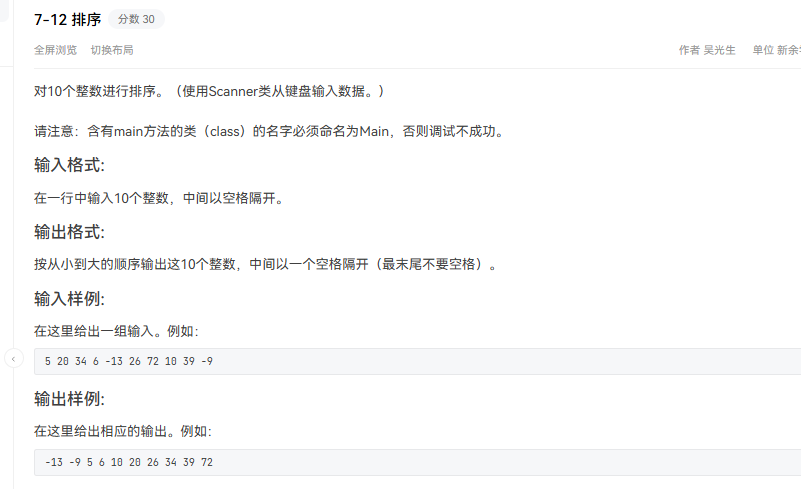 7-12 排序 分数 30
全屏浏览 切换布局 作者 吴光生 单位 新余
对10个整数进行排序。（使用Scanner类从键盘输入数据。）
请注意：含有main方法的类（class）的名字必须命名为Main，否则调试不成功。
输入格式:
在一行中输入10个整数，中间以空格隔开。
输出格式:
按从小到大的顺序输出这10个整数，中间以一个空格隔开（最末尾不要空格）。
输入样例:
在这里给出一组输入。例如：
5 20 34 6 -13 26 72 10 39 -9
输出样例:
在这里给出相应的输出。例如：
-13 -9 5 6 10 20 26 34 39 72